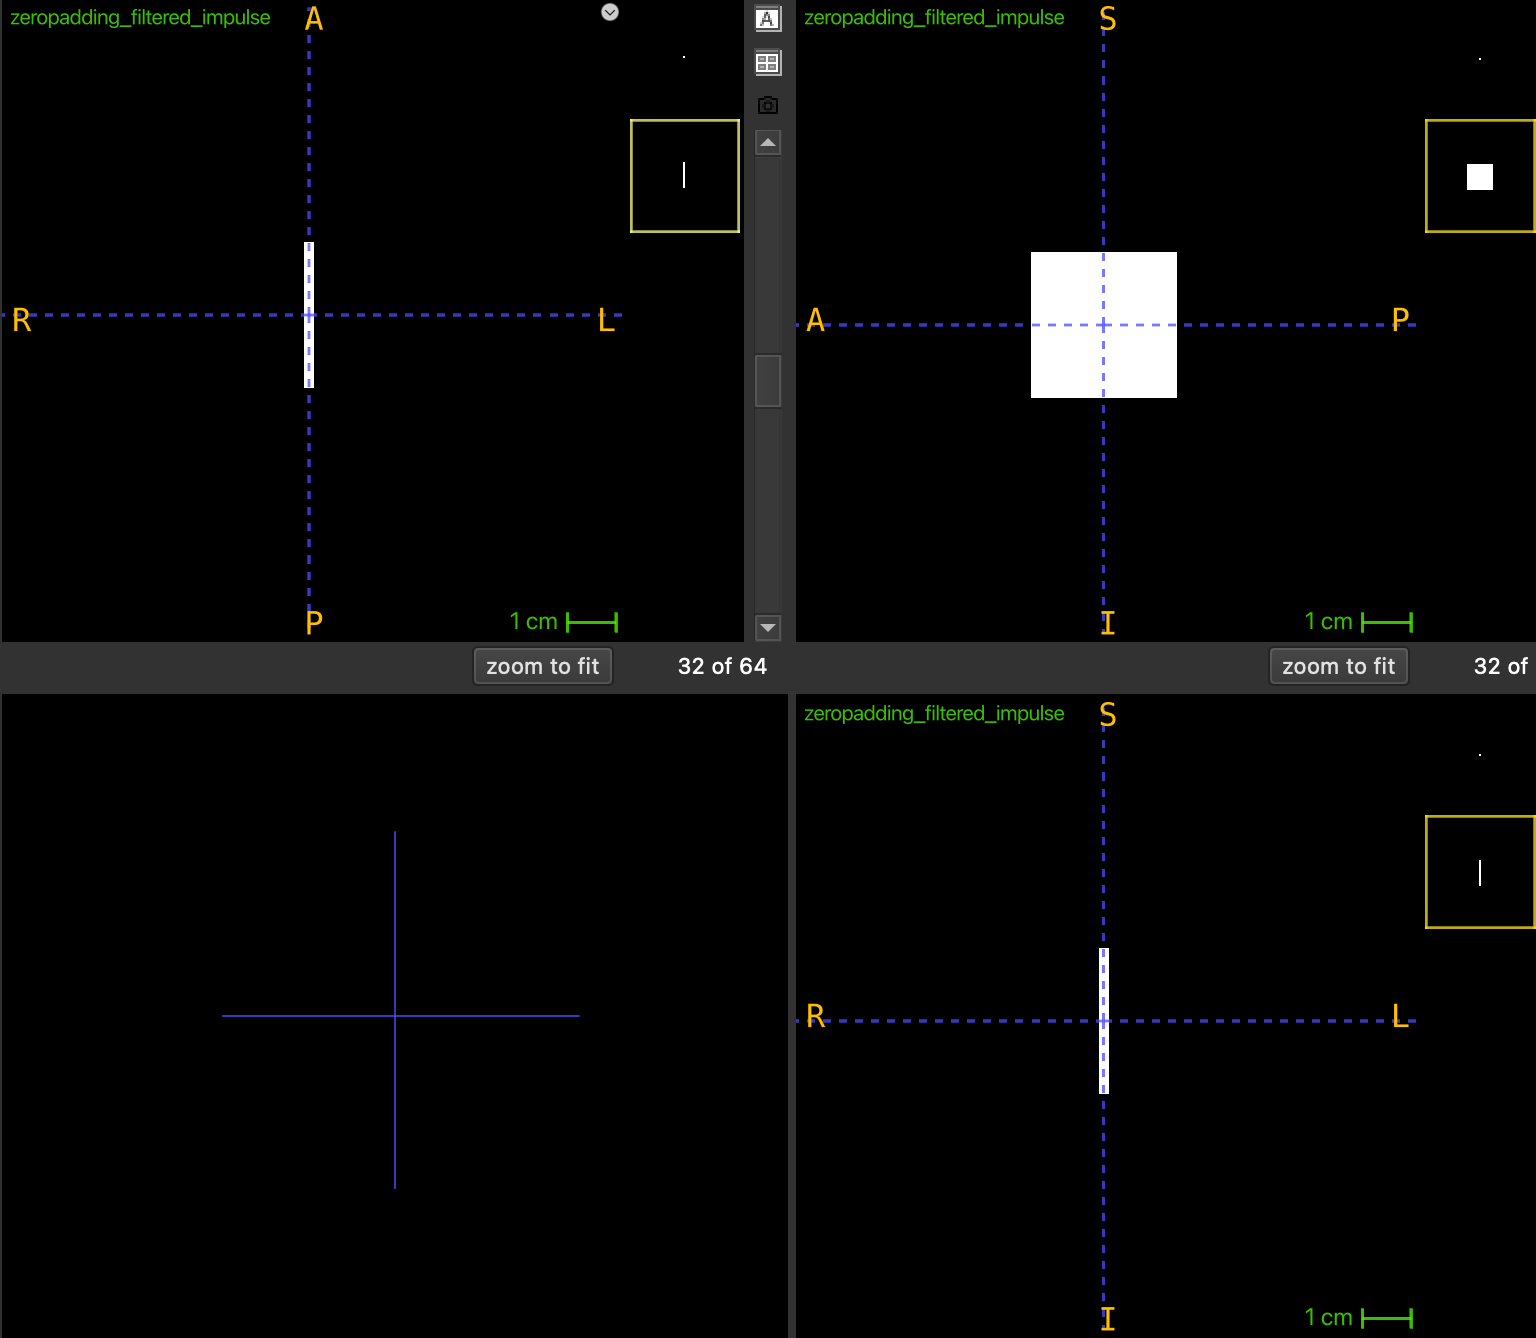 zeropadding_filtered_impulse
A
R
L
P
1 cm
zoom to fit
32 of 64
A
zeropadding_filtered_impulse
S
A
P
I
1 cm
zoom to fit
32 of
zeropadding_filtered_impulse
S
R
L
I
1 cm